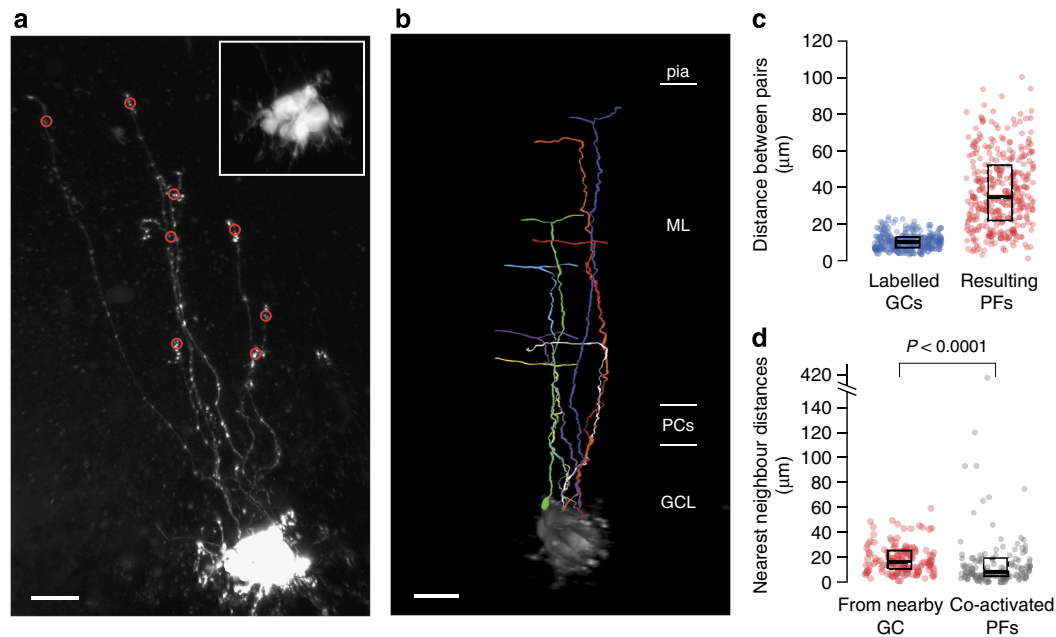 a
b
pia
ML
PCs
GCL
c
Distance between pairs
(μm)
120
100
80
60
40
20
0
Labelled
GCs
Resulting
PFs
d
P < 0.0001
Nearest neighbour distances
(μm)
420
140
120
100
80
60
40
20
0
From nearby
GC
Co-activated
PFs